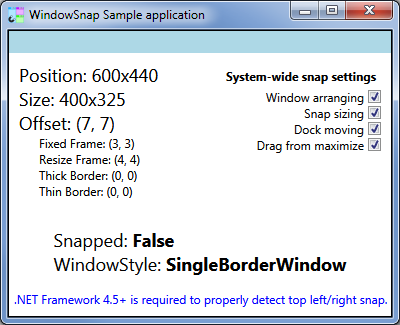 WindowSnap Sample application
Position: 600x440
Size: 400x325
Offset: (7, 7)
Fixed Frame: (3, 3)
Resize Frame: (4, 4)
Thick Border: (0, 0)
Thin Border: (0, 0)
System-wide snap settings
Window arranging
Snap sizing
Dock moving
Drag from maximize
Snapped: False
WindowStyle: SingleBorderWindow
.NET Framework 4.5+ is required to properly detect top left/right snap.